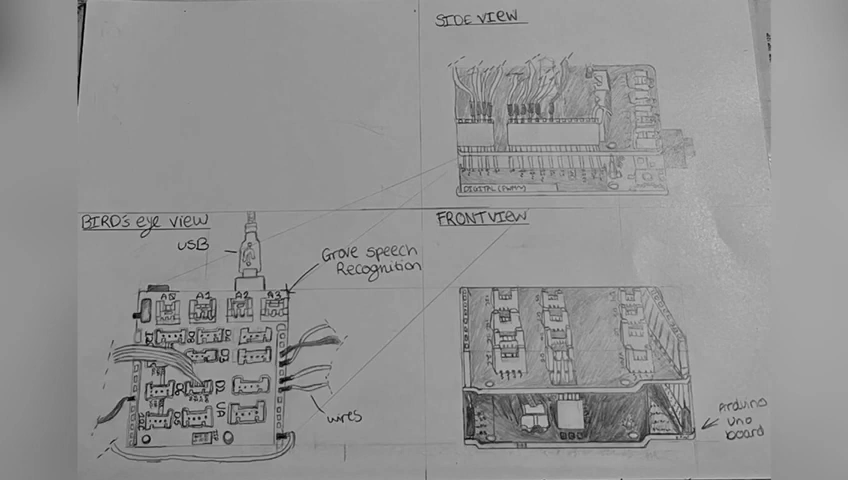 SIDE VIEW
DIGITAL (PWM)
BIRD's eye view
USB
Grove speech
Recognition
A0 A1 A2 A3
wires
FRONT VIEW
Arduino
Uno
board